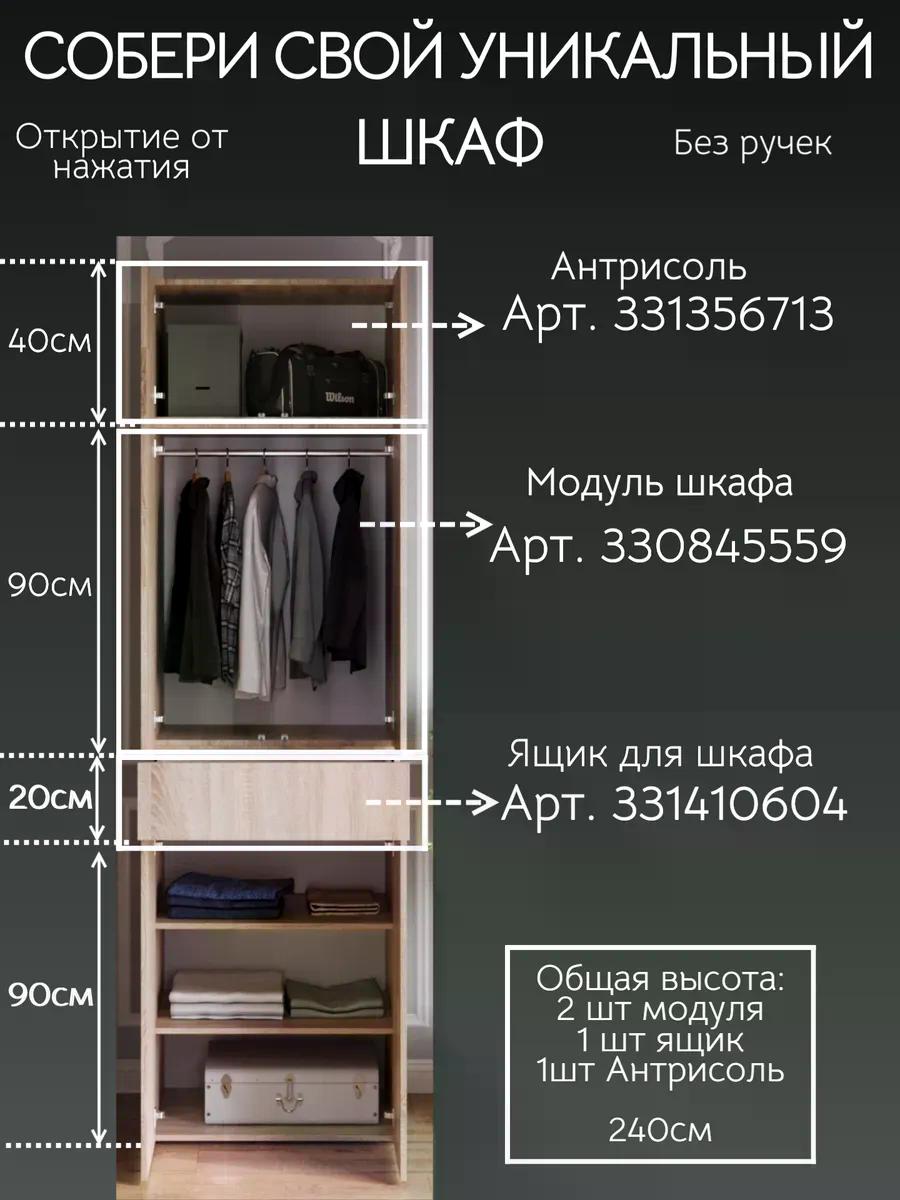 СОБЕРИ СВОЙ УНИКАЛЬНЫЙ
ШКАФ
Открытие от
нажатия
Без ручек
40см
90см
20см
90см
Wilson
Антрисоль
Арт. 331356713
Модуль шкафа
Арт. 330845559
Ящик для шкафа
Арт. 331410604
Общая высота:
2 шт модуля
1 шт ящик
1шт Антрисоль
240см